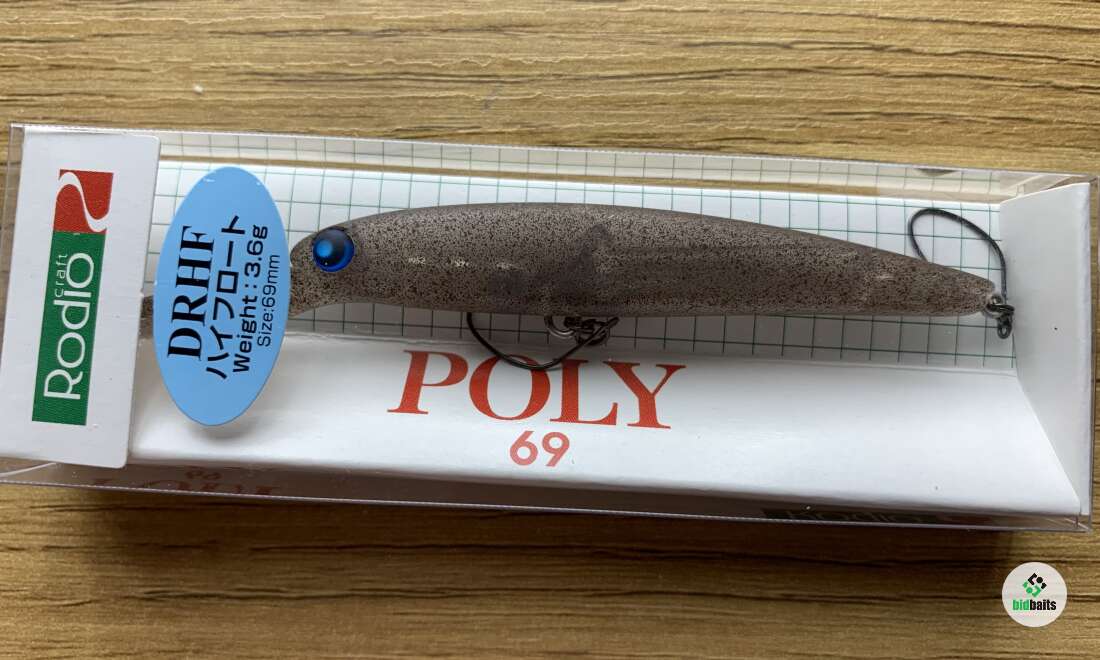 Rodio
craft
DRHF
ハイフロート
Weight : 3.6g
Size:69mm
POLY
69
bidbaits